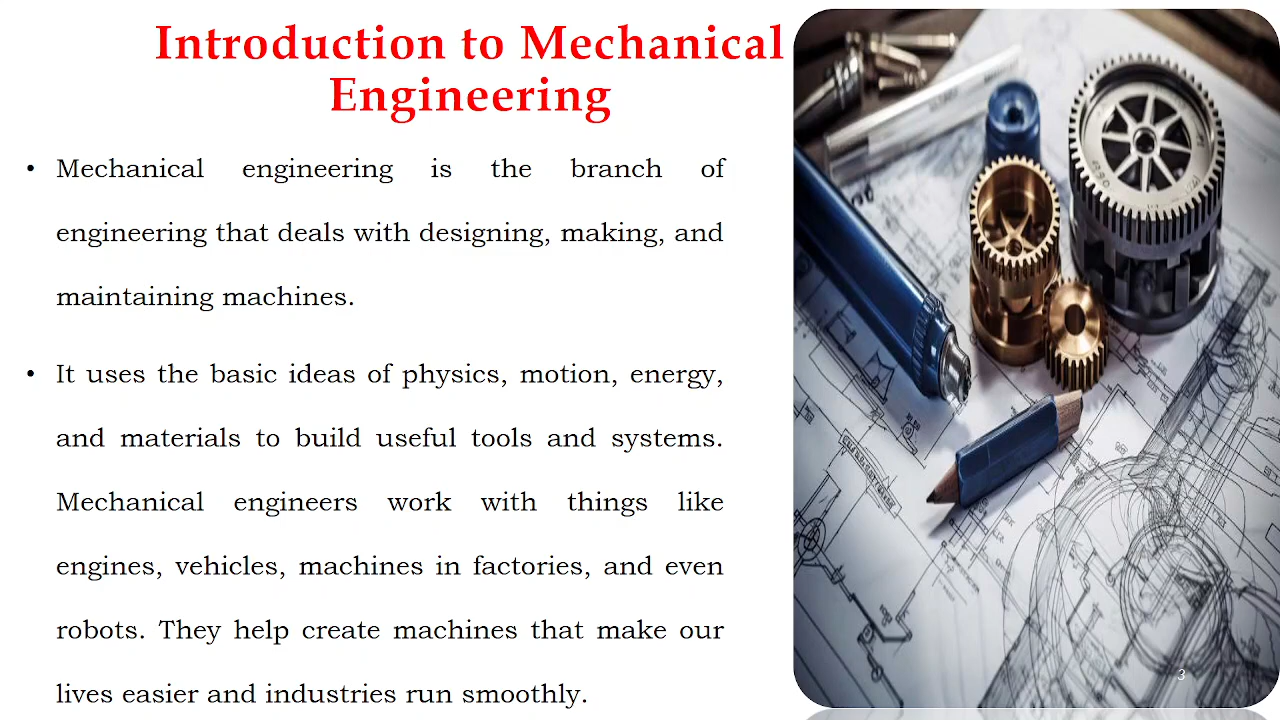 Introduction to Mechanical
Engineering
• Mechanical engineering is the branch of
engineering that deals with designing, making, and
maintaining machines.
• It uses the basic ideas of physics, motion, energy,
and materials to build useful tools and systems.
Mechanical engineers work with things like
engines, vehicles, machines in factories, and even
robots. They help create machines that make our
lives easier and industries run smoothly.
3